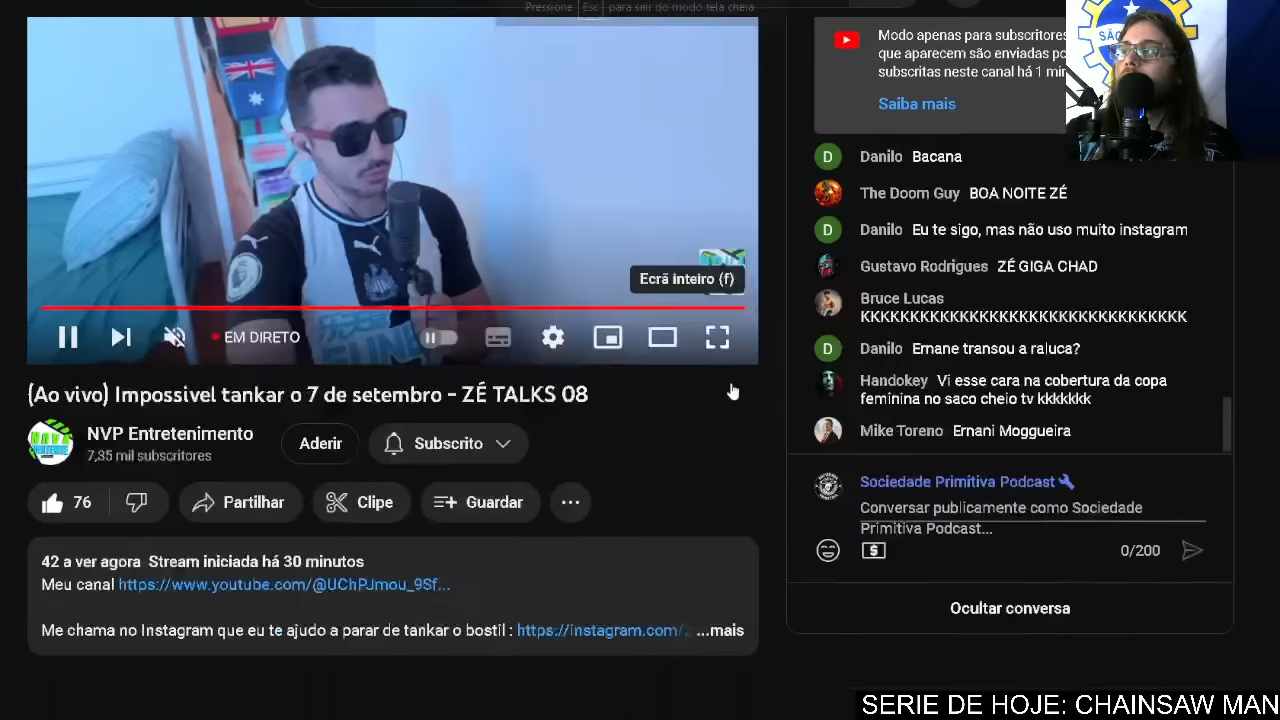 Pressione Esc para sair do modo tela cheia
Modo apenas para subscritores
que aparecem são enviadas
subscritas neste canal há 1
Saiba mais
SÃO
D Danilo Bacana
The Doom Guy BOA NOITE ZÉ
D Danilo Eu te sigo, mas não uso muito instagram
Gustavo Rodrigues ZÉ GIGA CHAD
Bruce Lucas
KKKKKKKKKKKKKKKKKKKKKKKKKKKKKKK
D Danilo Ernane transou a raluca?
Handokey Vi esse cara na cobertura da copa
feminina no saco cheio tv kkkkkkk
Mike Toreno Ernani Moggueira
Sociedade Primitiva Podcast
Conversar publicamente como Sociedade
Primitiva Podcast...
0/200
Ocultar conversa
Ecrã inteiro (f)
EM DIRETO
(Ao vivo) Impossivel tankar o 7 de setembro - ZÉ TALKS 08
NVP Entretenimento
7,35 mil subscritores
Aderir
Subscrito
76
Partilhar
Clipe
Guardar
42 a ver agora Stream iniciada há 30 minutos
Meu canal https://www.youtube.com/@UChPJmou_9Sf...
Me chama no Instagram que eu te ajudo a parar de tankar o bostil : https://instagram.com/ ...mais
SERIE DE HOJE: CHAINSAW MAN